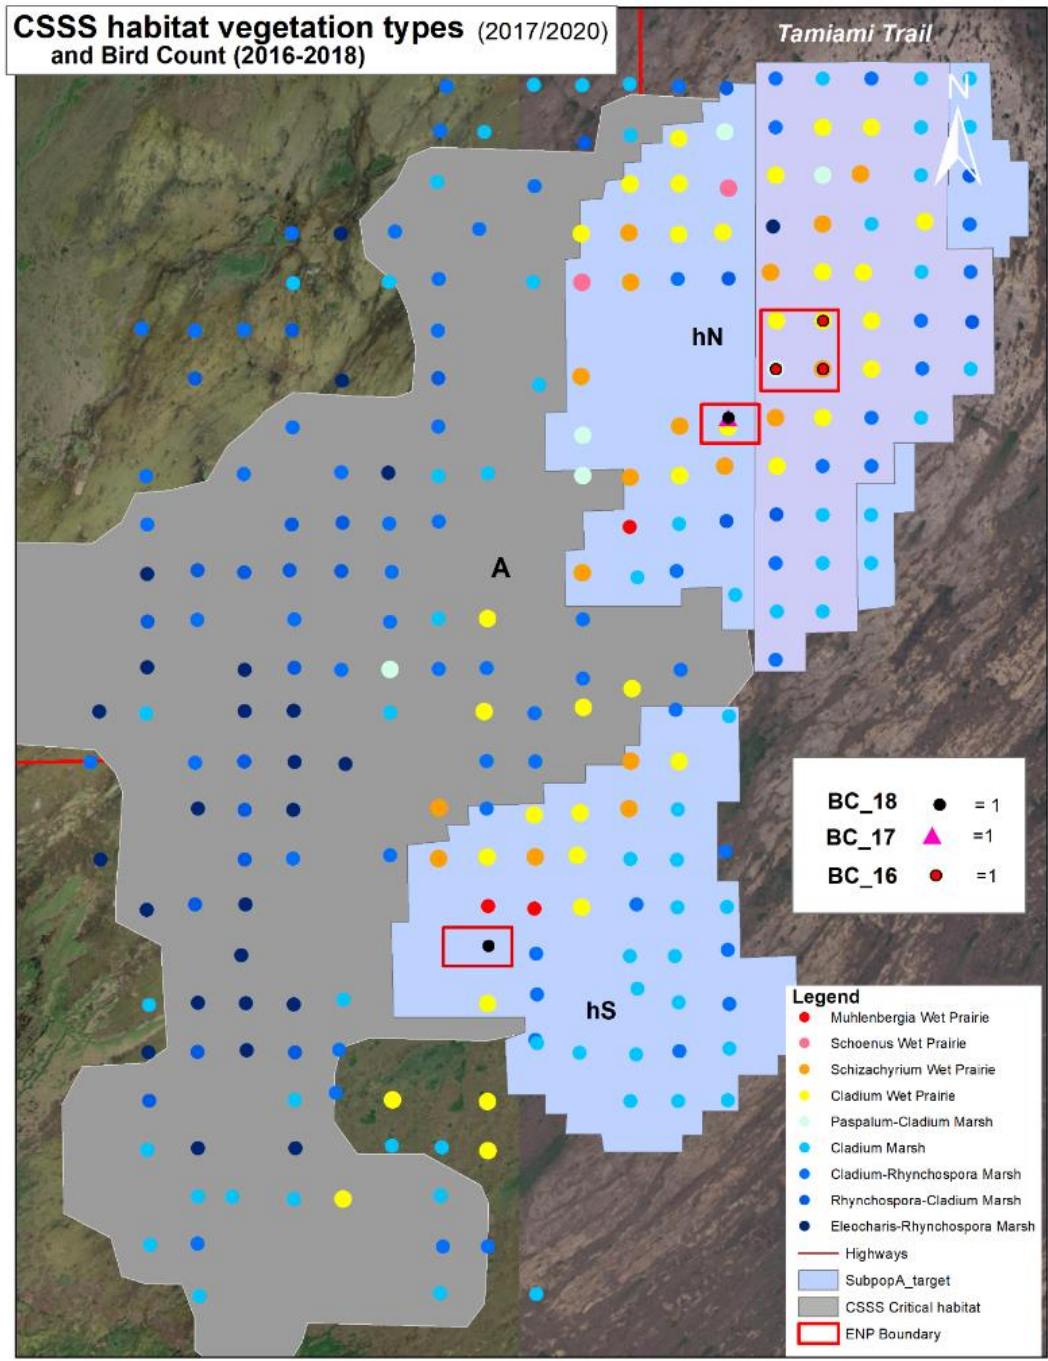 CSSS habitat vegetation types (2017/2020)
and Bird Count (2016-2018)
Tamiami Trail
N
hN
A
hS
BC_18 = 1
BC_17 =1
BC_16 =1
Legend
Muhlenbergia Wet Prairie
Schoenus Wet Prairie
Schizachyrium Wet Prairie
Cladium Wet Prairie
Paspalum-Cladium Marsh
Cladium Marsh
Cladium-Rhynchospora Marsh
Rhynchospora-Cladium Marsh
Eleocharis-Rhynchospora Marsh
Highways
SubpopA_target
CSSS Critical habitat
ENP Boundary